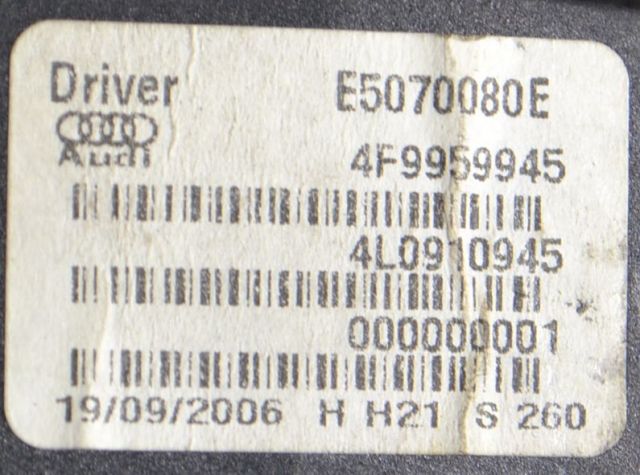 Driver E5070080E
Audi 4F9959945
4L0910945
000000001
19/09/2006 H H21 S 260